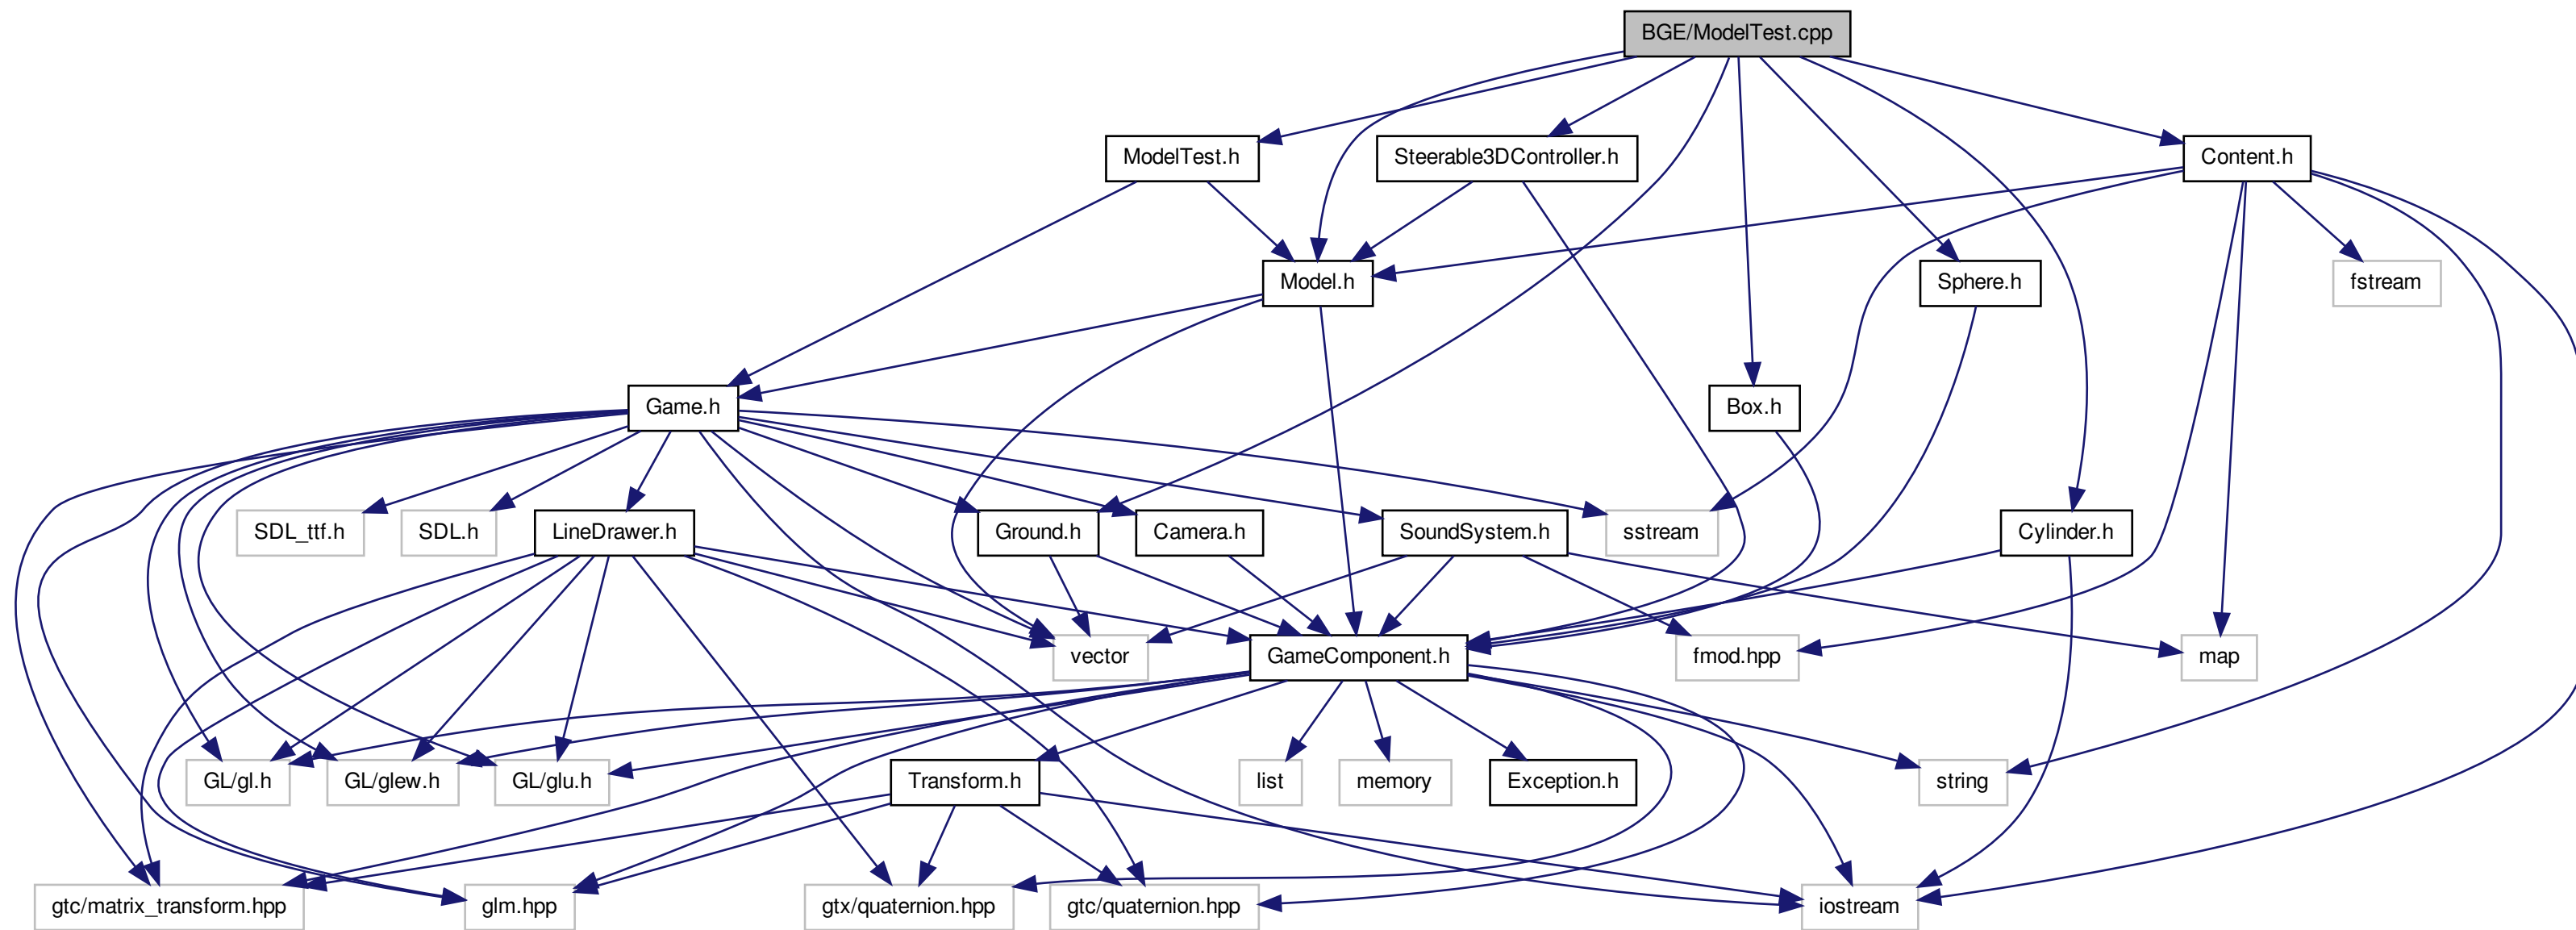 BGE/ModelTest.cpp
ModelTest.h
Steerable3DController.h
Content.h
Model.h
Sphere.h
fstream
Game.h
Box.h
SDL_ttf.h
SDL.h
LineDrawer.h
Ground.h
Camera.h
SoundSystem.h
sstream
Cylinder.h
vector
GameComponent.h
fmod.hpp
map
GL/gl.h
GL/glew.h
GL/glu.h
Transform.h
list
memory
Exception.h
string
gtc/matrix_transform.hpp
glm.hpp
gtx/quaternion.hpp
gtc/quaternion.hpp
iostream